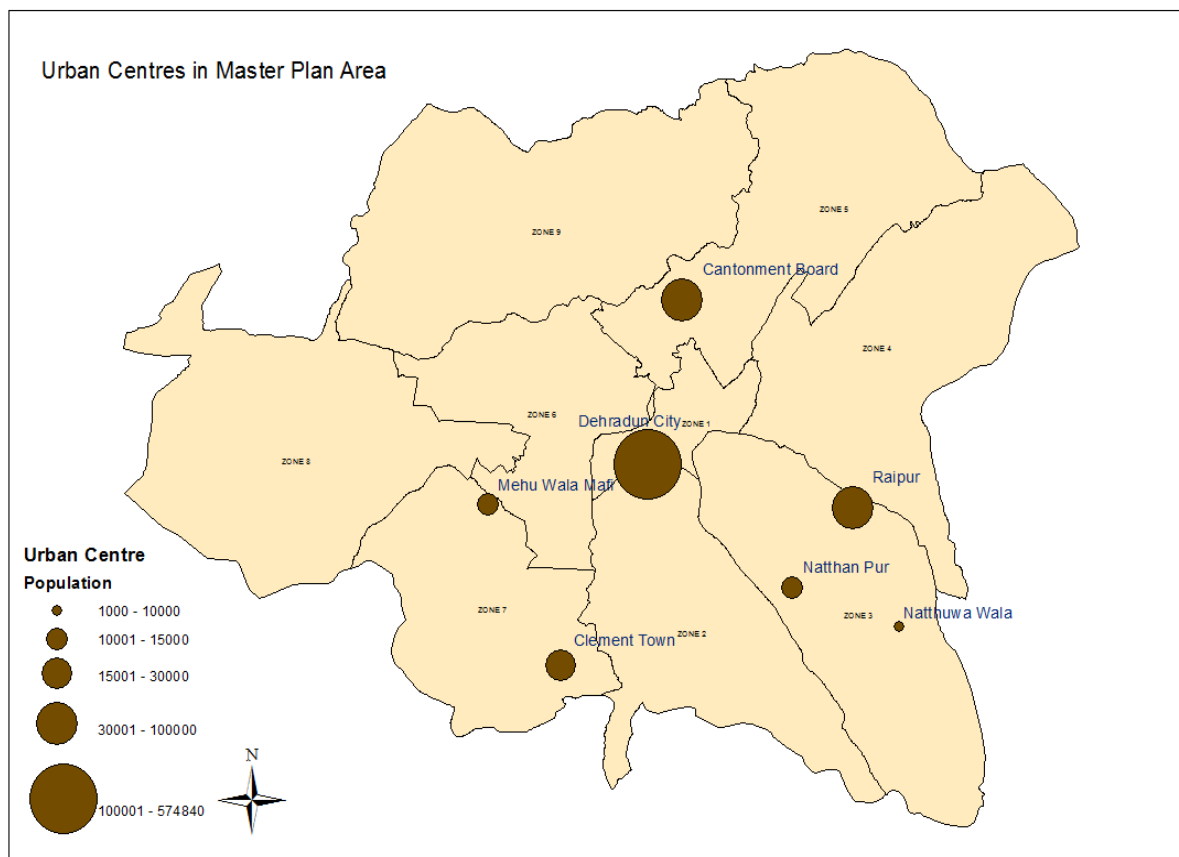 Urban Centres in Master Plan Area
ZONE 5
ZONE 9
Cantonment Board
ZONE 4
ZONE 6
Dehradun City
ZONE 1
ZONE 8
Mehu Wala Mafi
Raipur
Natthan Pur
ZONE 7
ZONE 2
ZONE 3
Natthuwa Wala
Clement Town
Urban Centre
Population
1000 - 10000
10001 - 15000
15001 - 30000
30001 - 100000
100001 - 574840
N